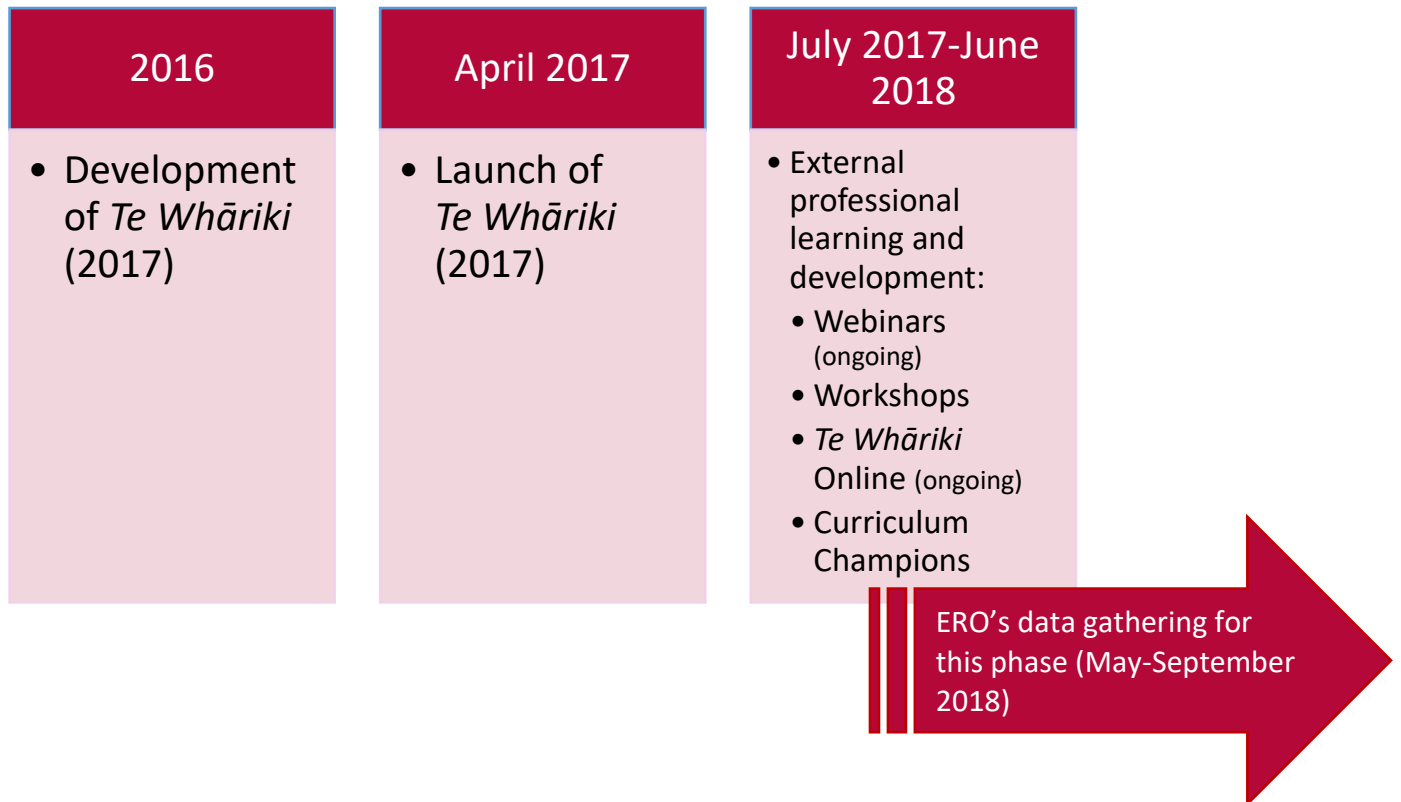 2016
• Development
of Te Whāriki
(2017)
April 2017
• Launch of
Te Whāriki
(2017)
July 2017-June
2018
• External
professional
learning and
development:
• Webinars
(ongoing)
• Workshops
• Te Whāriki
Online (ongoing)
• Curriculum
Champions
ERO’s data gathering for
this phase (May-September
2018)